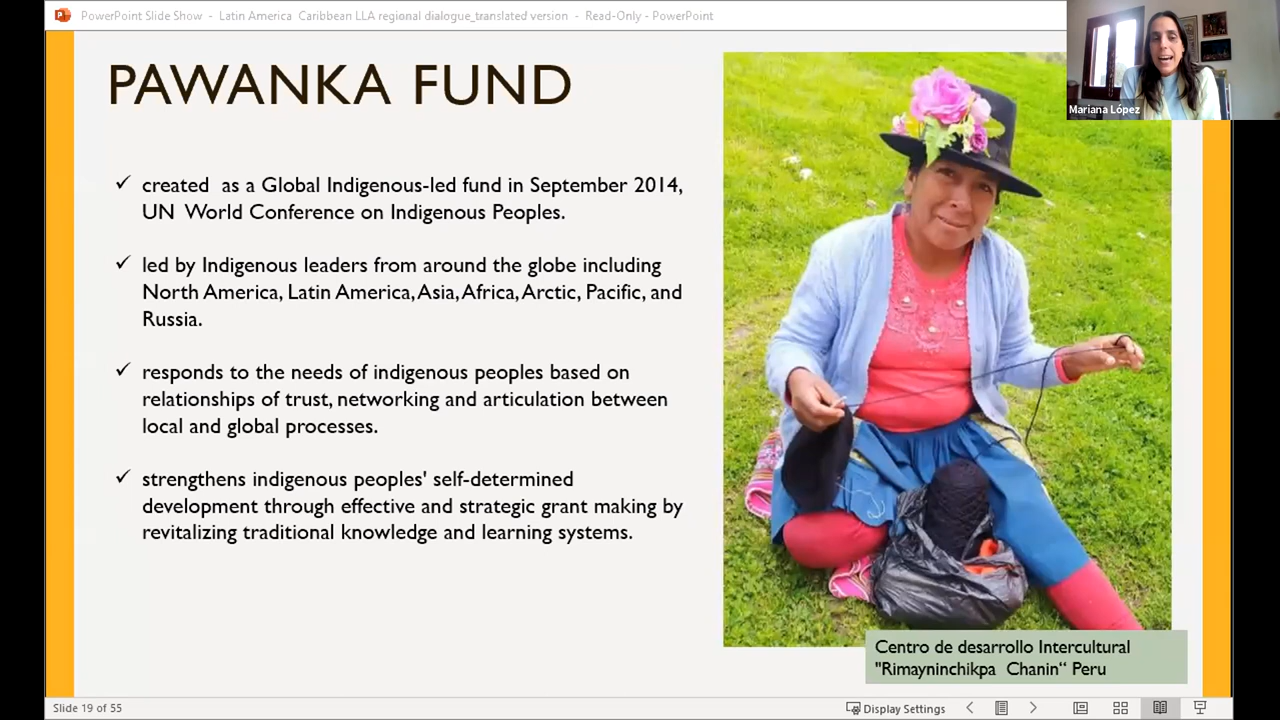 PowerPoint Slide Show - Latin America Caribbean LLA regional dialogue_translated version - Read-Only - PowerPoint
Mariana López
PAWANKA FUND
✓ created as a Global Indigenous-led fund in September 2014,
UN World Conference on Indigenous Peoples.
✓ led by Indigenous leaders from around the globe including
North America, Latin America, Asia, Africa, Arctic, Pacific, and
Russia.
✓ responds to the needs of indigenous peoples based on
relationships of trust, networking and articulation between
local and global processes.
✓ strengthens indigenous peoples' self-determined
development through effective and strategic grant making by
revitalizing traditional knowledge and learning systems.
Centro de desarrollo Intercultural
"Rimayninchikpa Chanin“ Peru
Slide 19 of 55
Display Settings